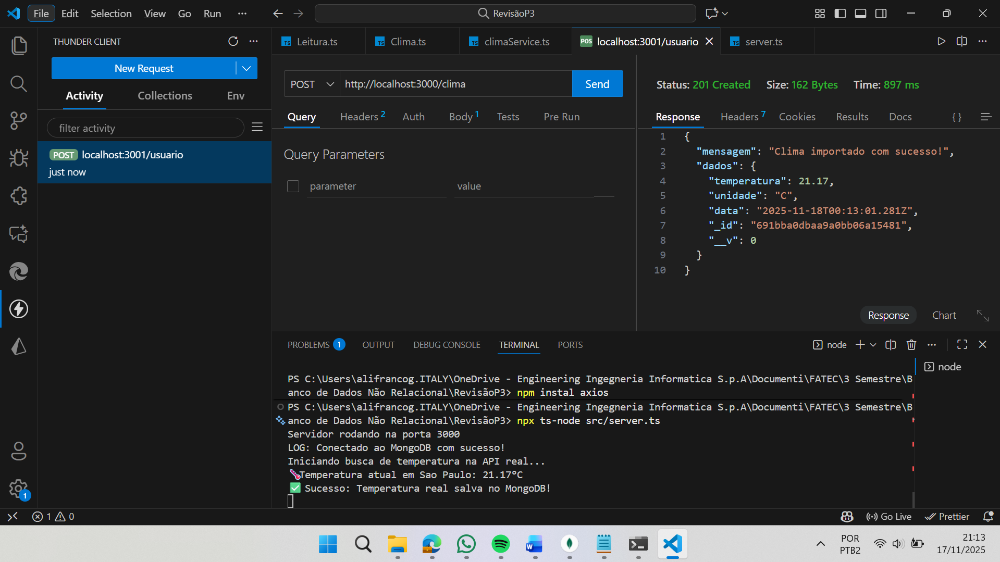 File Edit Selection View Go Run ··· RevisãoP3
THUNDER CLIENT
New Request
Activity Collections Env
filter activity
POST localhost:3001/usuario
just now
TS Leitura.ts TS Clima.ts TS climaService.ts POS localhost:3001/usuario TS server.ts
POST http://localhost:3000/clima Send
Query Headers 2 Auth Body 1 Tests Pre Run
Query Parameters
parameter value
Status: 201 Created Size: 162 Bytes Time: 897 ms
Response Headers 7 Cookies Results Docs { }
1 {
2 "mensagem": "Clima importado com sucesso!",
3 "dados": {
4 "temperatura": 21.17,
5 "unidade": "C",
6 "data": "2025-11-18T00:13:01.281Z",
7 "_id": "691bba0dbaa9a0bb06a15481",
8 "__v": 0
9 }
10 }
Response Chart
PROBLEMS 1 OUTPUT DEBUG CONSOLE TERMINAL PORTS node
node
PS C:\Users\alifrancog.ITALY\OneDrive - Engineering Ingegneria Informatica S.p.A\Documenti\FATEC\3 Semestre\B
anco de Dados Não Relacional\RevisãoP3> npm instal axios
PS C:\Users\alifrancog.ITALY\OneDrive - Engineering Ingegneria Informatica S.p.A\Documenti\FATEC\3 Semestre\B
anco de Dados Não Relacional\RevisãoP3> npx ts-node src/server.ts
Servidor rodando na porta 3000
LOG: Conectado ao MongoDB com sucesso!
Iniciando busca de temperatura na API real...
🌡Temperatura atual em Sao Paulo: 21.17°C
✅ Sucesso: Temperatura real salva no MongoDB!
1
1 0 Go Live Prettier
W
POR
PTB2
21:13
17/11/2025